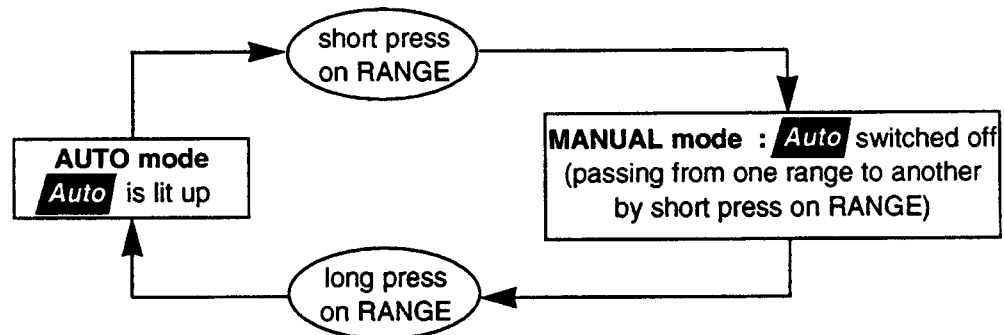 short press
on RANGE
AUTO mode
Auto is lit up
MANUAL mode : Auto switched off
(passing from one range to another
by short press on RANGE)
long press
on RANGE